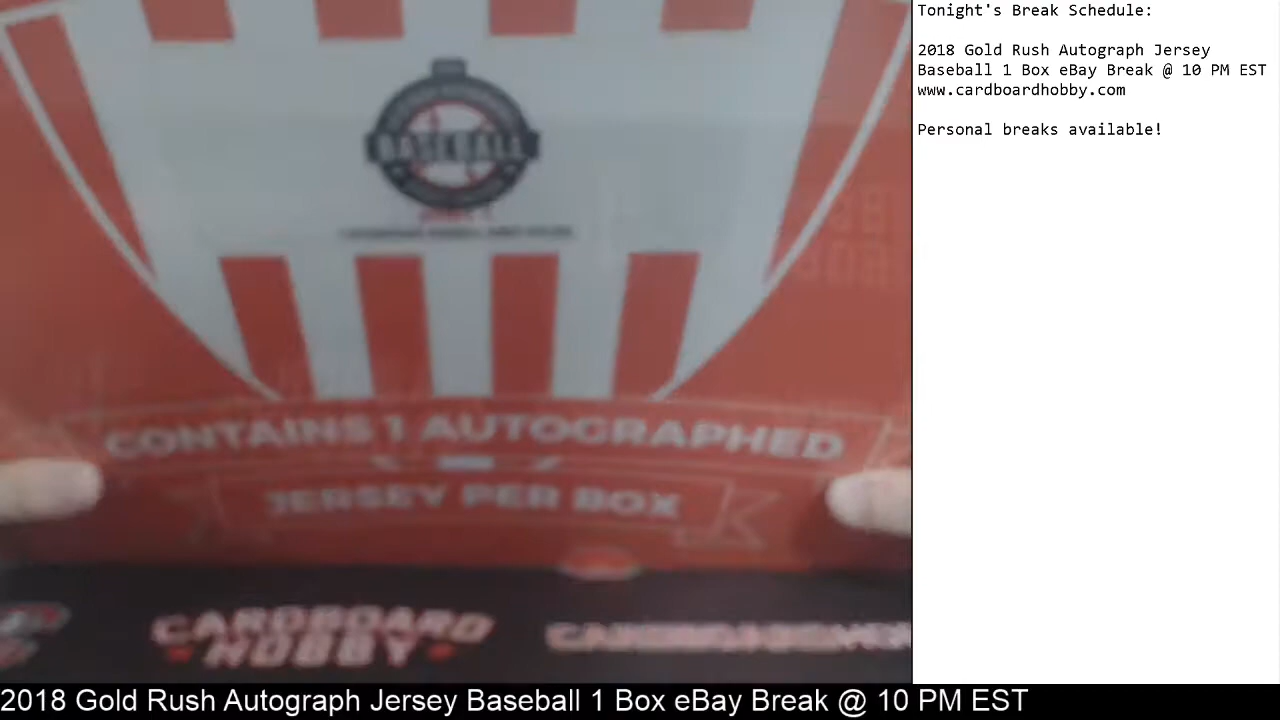 Tonight's Break Schedule:
2018 Gold Rush Autograph Jersey
Baseball 1 Box eBay Break @ 10 PM EST
www.cardboardhobby.com
Personal breaks available!
BASEBALL
CONTAINS 1 AUTOGRAPHED
JERSEY PER BOX
CARDBOARD
HOBBY
2018 Gold Rush Autograph Jersey Baseball 1 Box eBay Break @ 10 PM EST